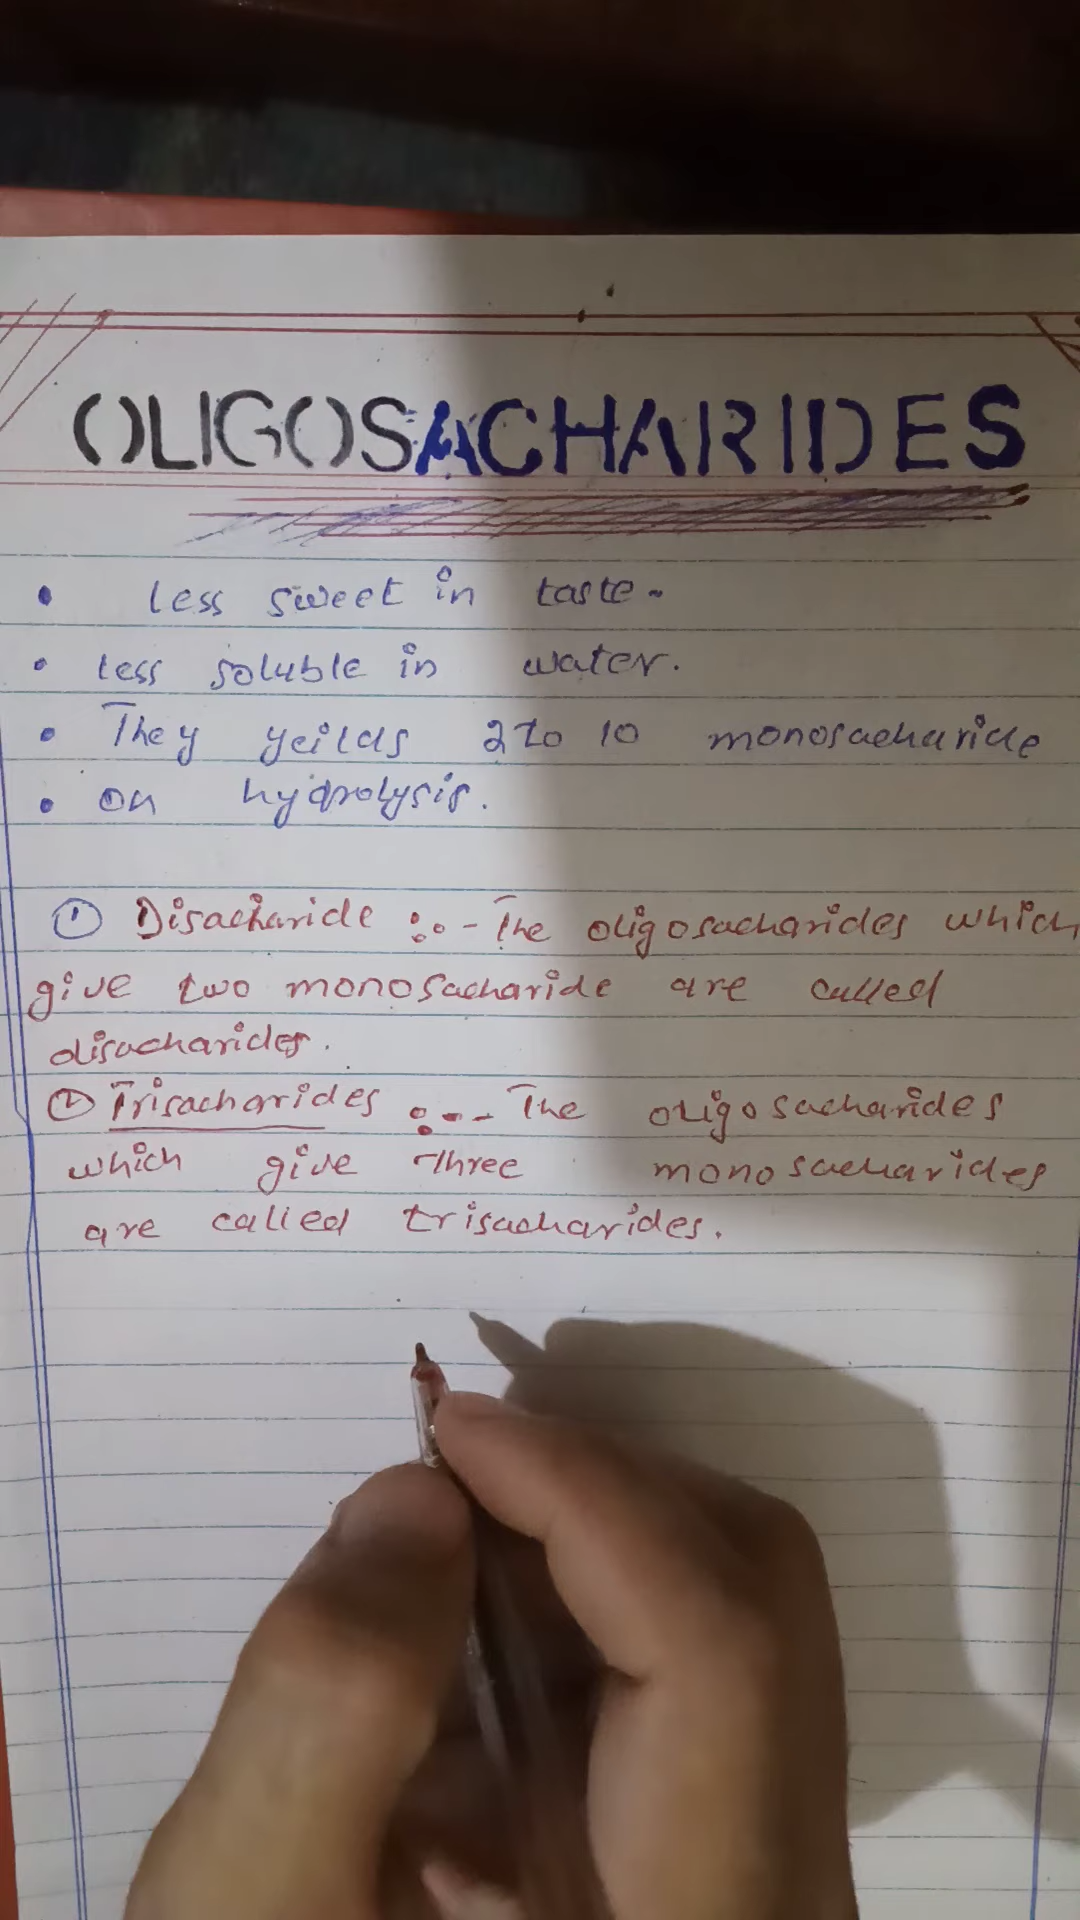 OLIGOSACHARIDES
• less sweet in taste.
• less soluble in water.
• They yeilds 2 to 10 monosacharide
• on hydrolysis.
① Disacharide :- The oligosacharides which
give two monosacharide are called
disacharides.
② Trisacharides :- The oligosacharides
which give three monosacharides
are called trisacharides.